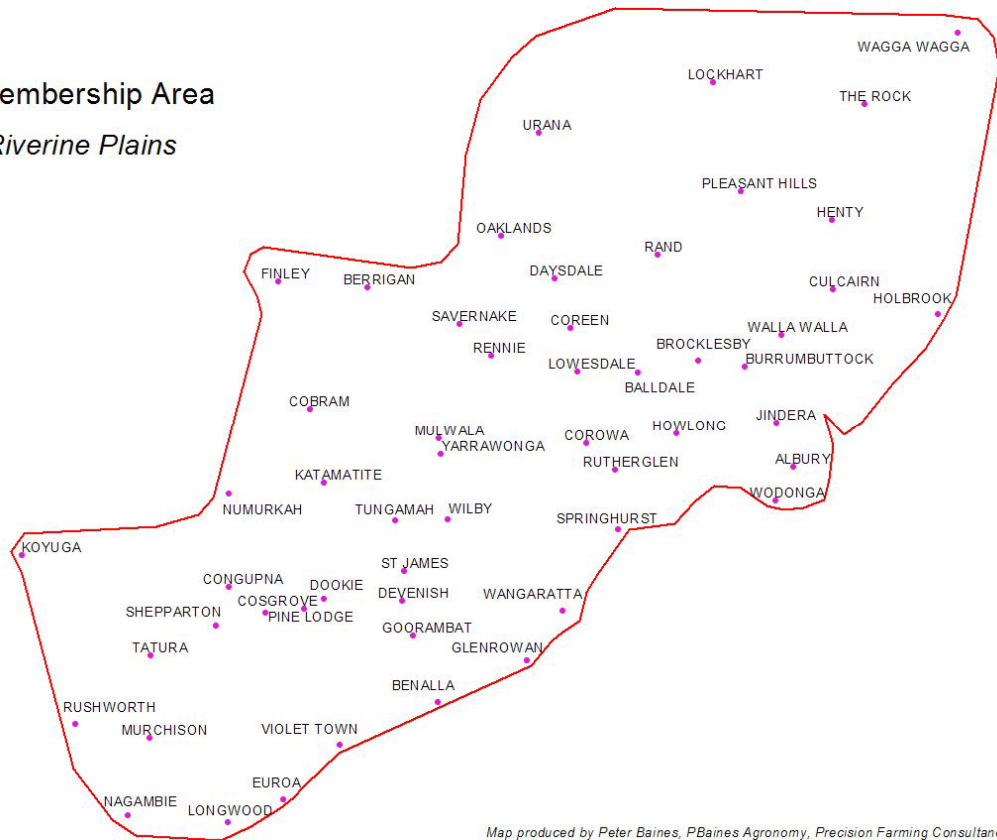 embership Area
Riverine Plains
WAGGA WAGGA
LOCKHART
THE ROCK
URANA
PLEASANT HILLS
HENTY
OAKLANDS
RAND
DAYSDALE
FINLEY
BERRIGAN
CULCAIRN
HOLBROOK
SAVERNAKE
COREEN
WALLA WALLA
RENNIE
BROCKLESBY
LOWESDALE
BURRUMBUTTOCK
BALLDALE
COBRAM
JINDERA
MULWALA
COROWA
HOWLONG
YARRAWONGA
RUTHERGLEN
ALBURY
KATAMATITE
WODONGA
NUMURKAH
TUNGAMAH
WILBY
SPRINGHURST
KOYUGA
ST JAMES
CONGUPNA
DOOKIE
DEVENISH
WANGARATTA
COSGROVE
SHEPPARTON
PINE LODGE
GOORAMBAT
TATURA
GLENROWAN
BENALLA
RUSHWORTH
MURCHISON
VIOLET TOWN
EUROA
NAGAMBIE
LONGWOOD
Map produced by Peter Baines, PBaines Agronomy, Precision Farming Consultan